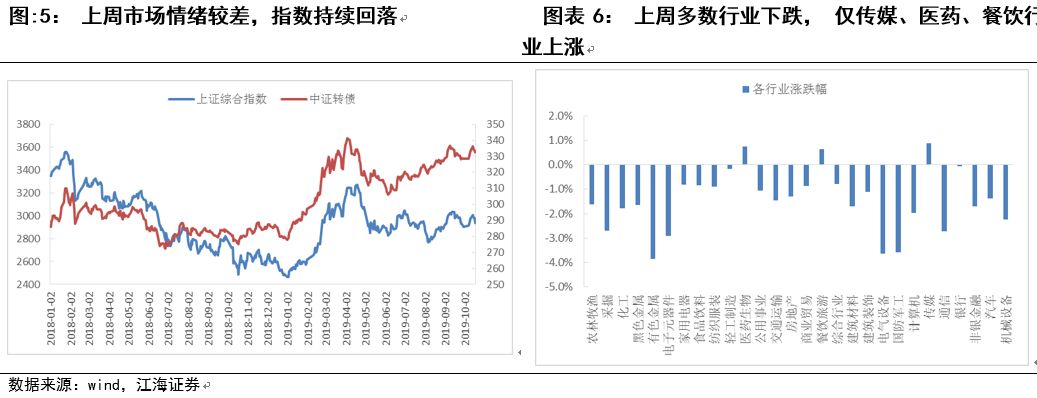 图:5: 上周市场情绪较差，指数持续回落
图表 6: 上周多数行业下跌， 仅传媒、医药、餐饮行
业上涨
上证综合指数 中证转债
3800
3600
3400
3200
3000
2800
2600
2400
350
340
330
320
310
300
290
280
270
260
250
2018-01-02
2018-02-02
2018-03-02
2018-04-02
2018-05-02
2018-06-02
2018-07-02
2018-08-02
2018-09-02
2018-10-02
2018-11-02
2018-12-02
2019-01-02
2019-02-02
2019-03-02
2019-04-02
2019-05-02
2019-06-02
2019-07-02
2019-08-02
2019-09-02
2019-10-02
各行业涨跌幅
2.0%
1.0%
0.0%
-1.0%
-2.0%
-3.0%
-4.0%
-5.0%
农林牧渔
采掘
化工
黑色金属
有色金属
电子元器件
家用电器
食品饮料
纺织服装
轻工制造
医药生物
公用事业
交通运输
房地产
商业贸易
餐饮旅游
综合行业
建筑材料
建筑装饰
电气设备
国防军工
计算机
传媒
通信
银行
非银金融
汽车
机械设备
数据来源：wind，江海证券